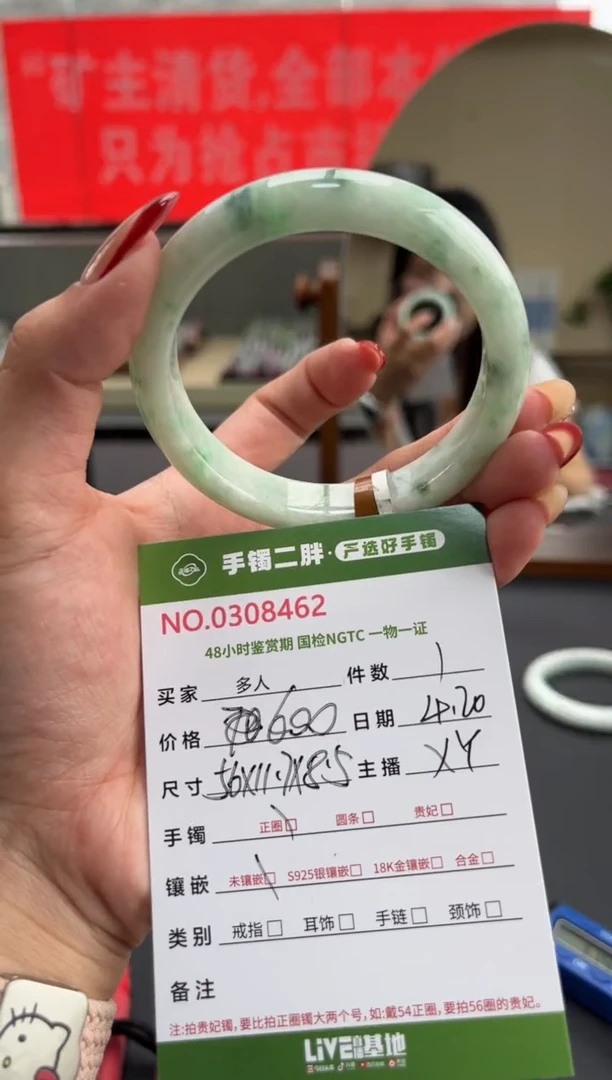 “矿主清货,全部本
只为抢占市
手镯二胖·严选好手镯
NO.0308462
48小时鉴赏期 国检NGTC 一物一证
买家 多人 件数 1
价格 690 日期 4.20
尺寸 56X11.7X8.5 主播 XY
手镯 正圈 圆条 贵妃
镶嵌 未镶嵌 S925银镶嵌 18K金镶嵌 合金
类别 戒指 耳饰 手链 颈饰
备注
注:拍贵妃镯,要比拍正圈镯大两个号,如:戴54正圈,要拍56圈的贵妃。
LiVE 基地